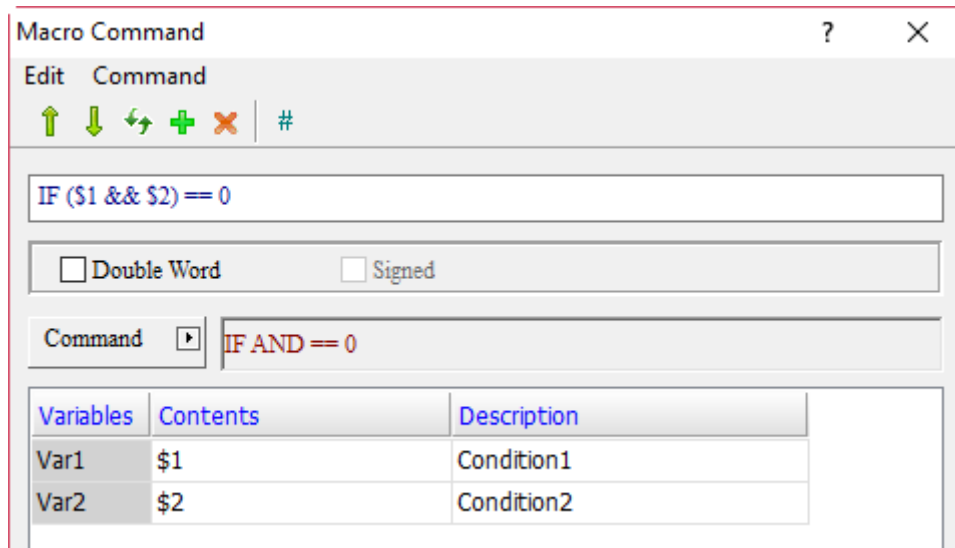 Macro Command ?
Edit Command
#
IF ($1 && $2) == 0
Double Word Signed
Command IF AND == 0
Variables Contents Description
Var1 $1 Condition1
Var2 $2 Condition2